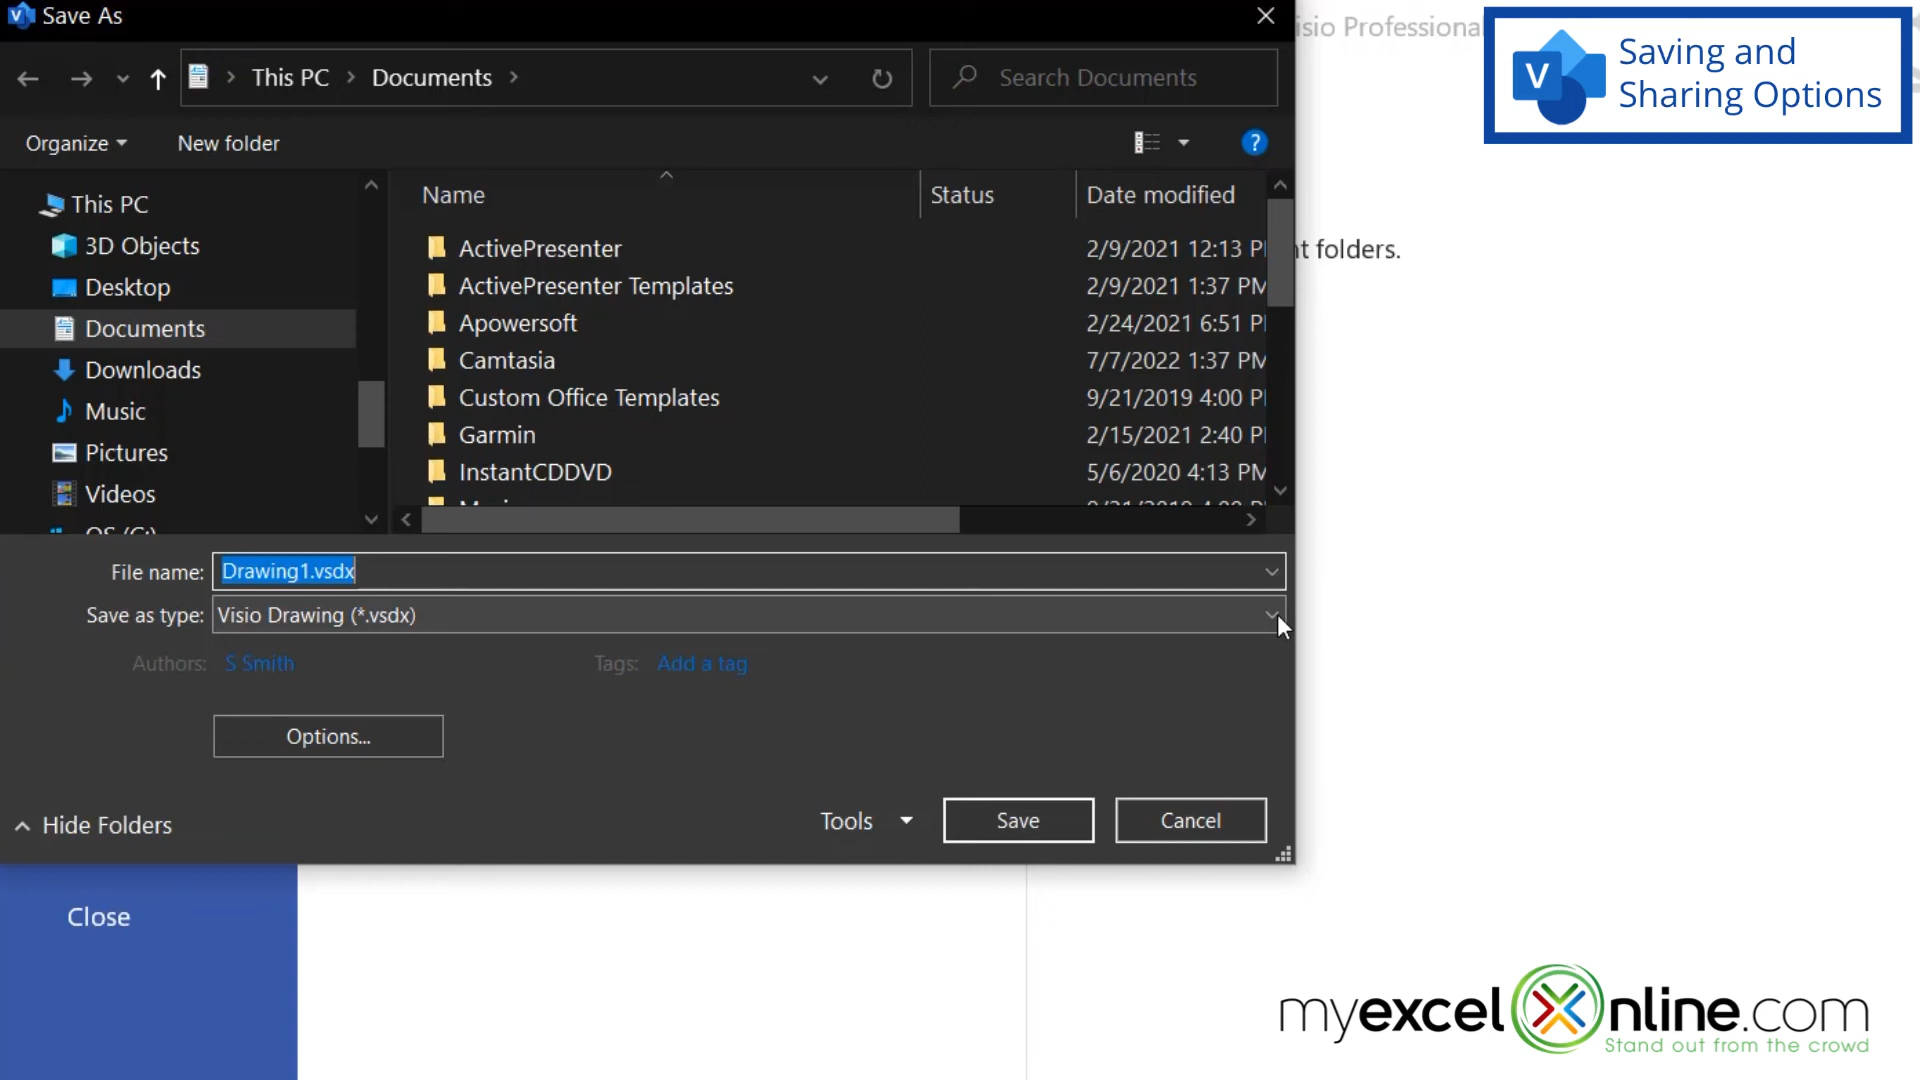 Save As
isio Professional
Saving and
Sharing Options
This PC
Documents
Search Documents
Organize
New folder
?
Name
Status
Date modified
This PC
3D Objects
Desktop
Documents
Downloads
Music
Pictures
Videos
OS (C:)
ActivePresenter 2/9/2021 12:13 P
ActivePresenter Templates 2/9/2021 1:37 PM
Apowersoft 2/24/2021 6:51 P
Camtasia 7/7/2022 1:37 PM
Custom Office Templates 9/21/2019 4:00 P
Garmin 2/15/2021 2:40 P
InstantCDDVD 5/6/2020 4:13 PM
nt folders.
File name: Drawing1.vsdx
Save as type: Visio Drawing (*.vsdx)
Authors: S Smith
Tags: Add a tag
Options...
Hide Folders
Tools
Save
Cancel
Close
myexcelOnline.com
Stand out from the crowd